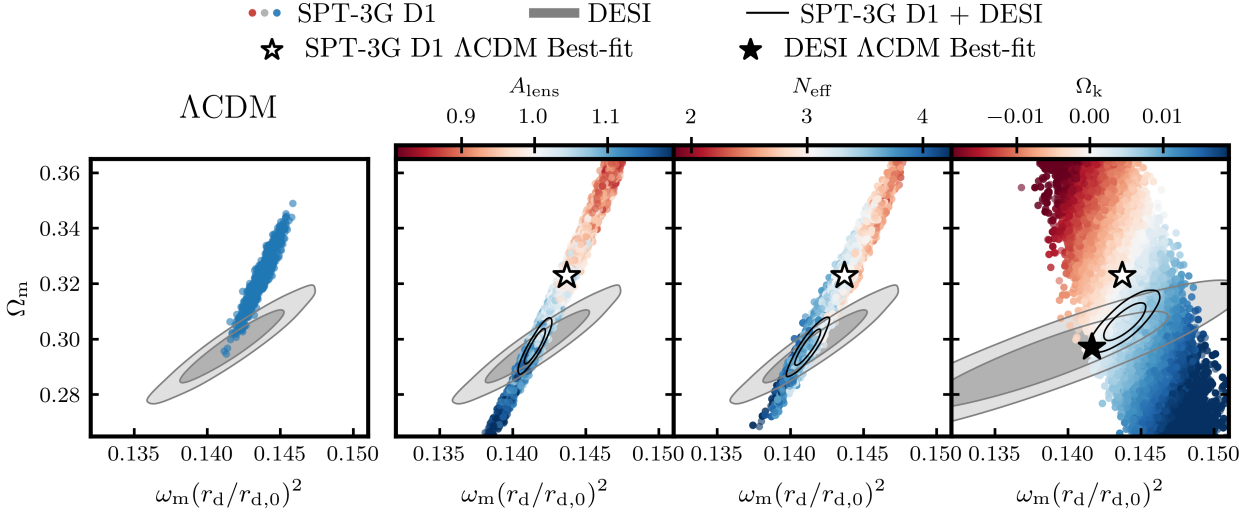 SPT-3G D1 DESI SPT-3G D1 + DESI
SPT-3G D1 ΛCDM Best-fit DESI ΛCDM Best-fit
ΛCDM
A_lens
0.9 1.0 1.1
N_eff
2 3 4
Ω_k
−0.01 0.00 0.01
Ω_m
0.36
0.34
0.32
0.30
0.28
0.135 0.140 0.145 0.150
0.135 0.140 0.145 0.150
0.135 0.140 0.145 0.150
0.135 0.140 0.145 0.150
ω_m(r_d/r_d,0)²
ω_m(r_d/r_d,0)²
ω_m(r_d/r_d,0)²
ω_m(r_d/r_d,0)²